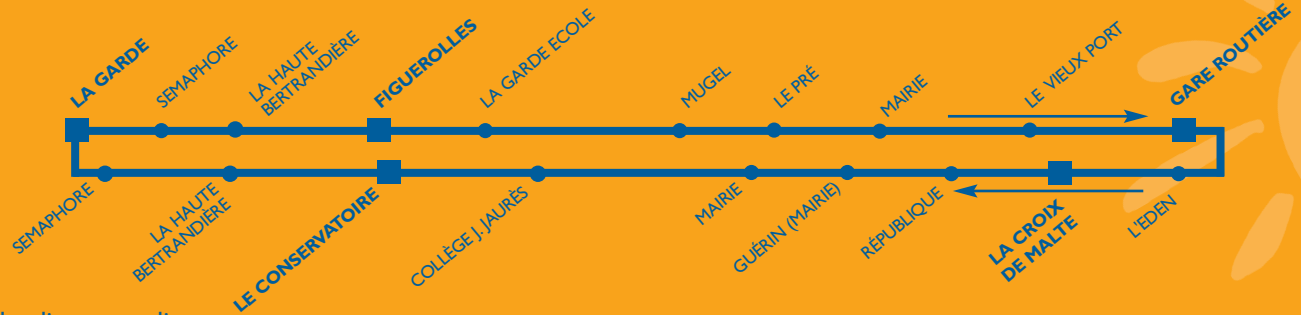 LA GARDE
SEMAPHORE
LA HAUTE
BERTRANDIÈRE
FIGUEROLLES
LA GARDE ECOLE
MUGEL
LE PRÉ
MAIRIE
LE VIEUX PORT
GARE ROUTIÈRE
SEMAPHORE
LA HAUTE
BERTRANDIÈRE
LE CONSERVATOIRE
COLLÈGE J. JAURÈS
MAIRIE
GUÉRIN (MAIRIE)
RÉPUBLIQUE
LA CROIX
DE MALTE
L'EDEN